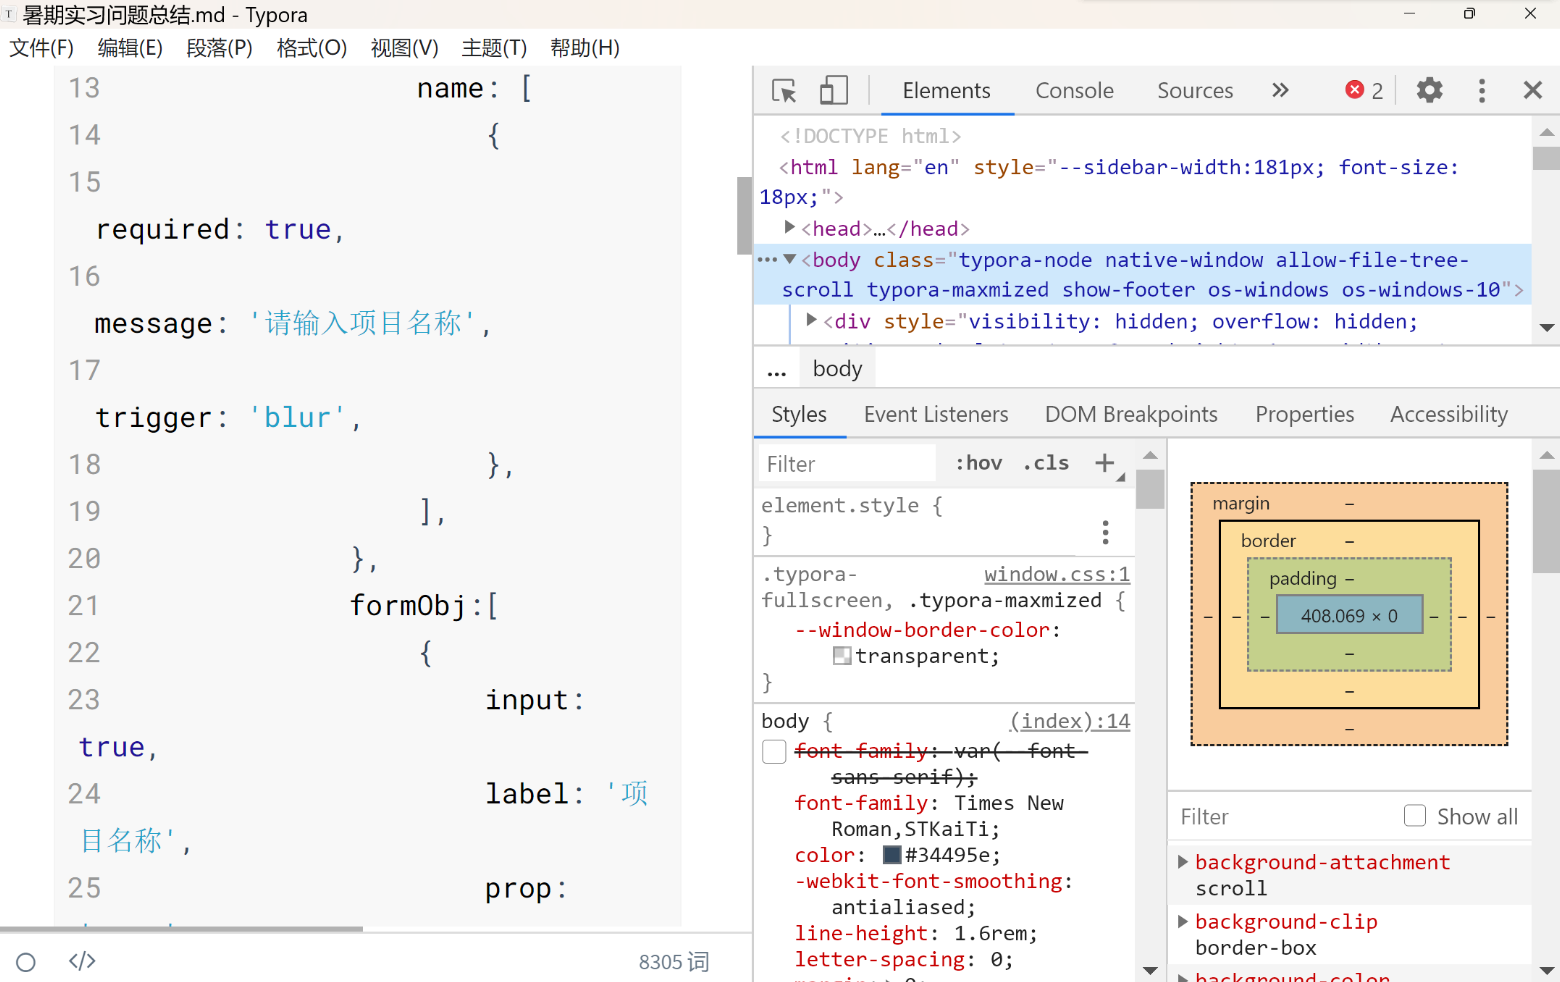 暑期实习问题总结.md - Typora
文件(F) 编辑(E) 段落(P) 格式(O) 视图(V) 主题(T) 帮助(H)
13 name: [
14 {
15
required: true,
16
message: '请输入项目名称',
17
trigger: 'blur',
18 },
19 ],
20 },
21 formObj:[
22 {
23 input:
true,
24 label: '项
目名称',
25 prop:
8305 词
Elements Console Sources » 2
<!DOCTYPE html>
<html lang="en" style="--sidebar-width:181px; font-size:
18px;">
<head>…</head>
<body class="typora-node native-window allow-file-tree-
scroll typora-maxmized show-footer os-windows os-windows-10">
<div style="visibility: hidden; overflow: hidden;
... body
Styles Event Listeners DOM Breakpoints Properties Accessibility
Filter :hov .cls +
element.style {
}
.typora- window.css:1
fullscreen, .typora-maxmized {
--window-border-color:
transparent;
}
body { (index):14
font-family: var(--font-
sans-serif);
font-family: Times New
Roman,STKaiTi;
color: #34495e;
-webkit-font-smoothing:
antialiased;
line-height: 1.6rem;
letter-spacing: 0;
margin: 0;
margin –
border –
padding –
– – – 408.069 × 0 – – –
–
–
–
Filter Show all
background-attachment
scroll
background-clip
border-box
background-color